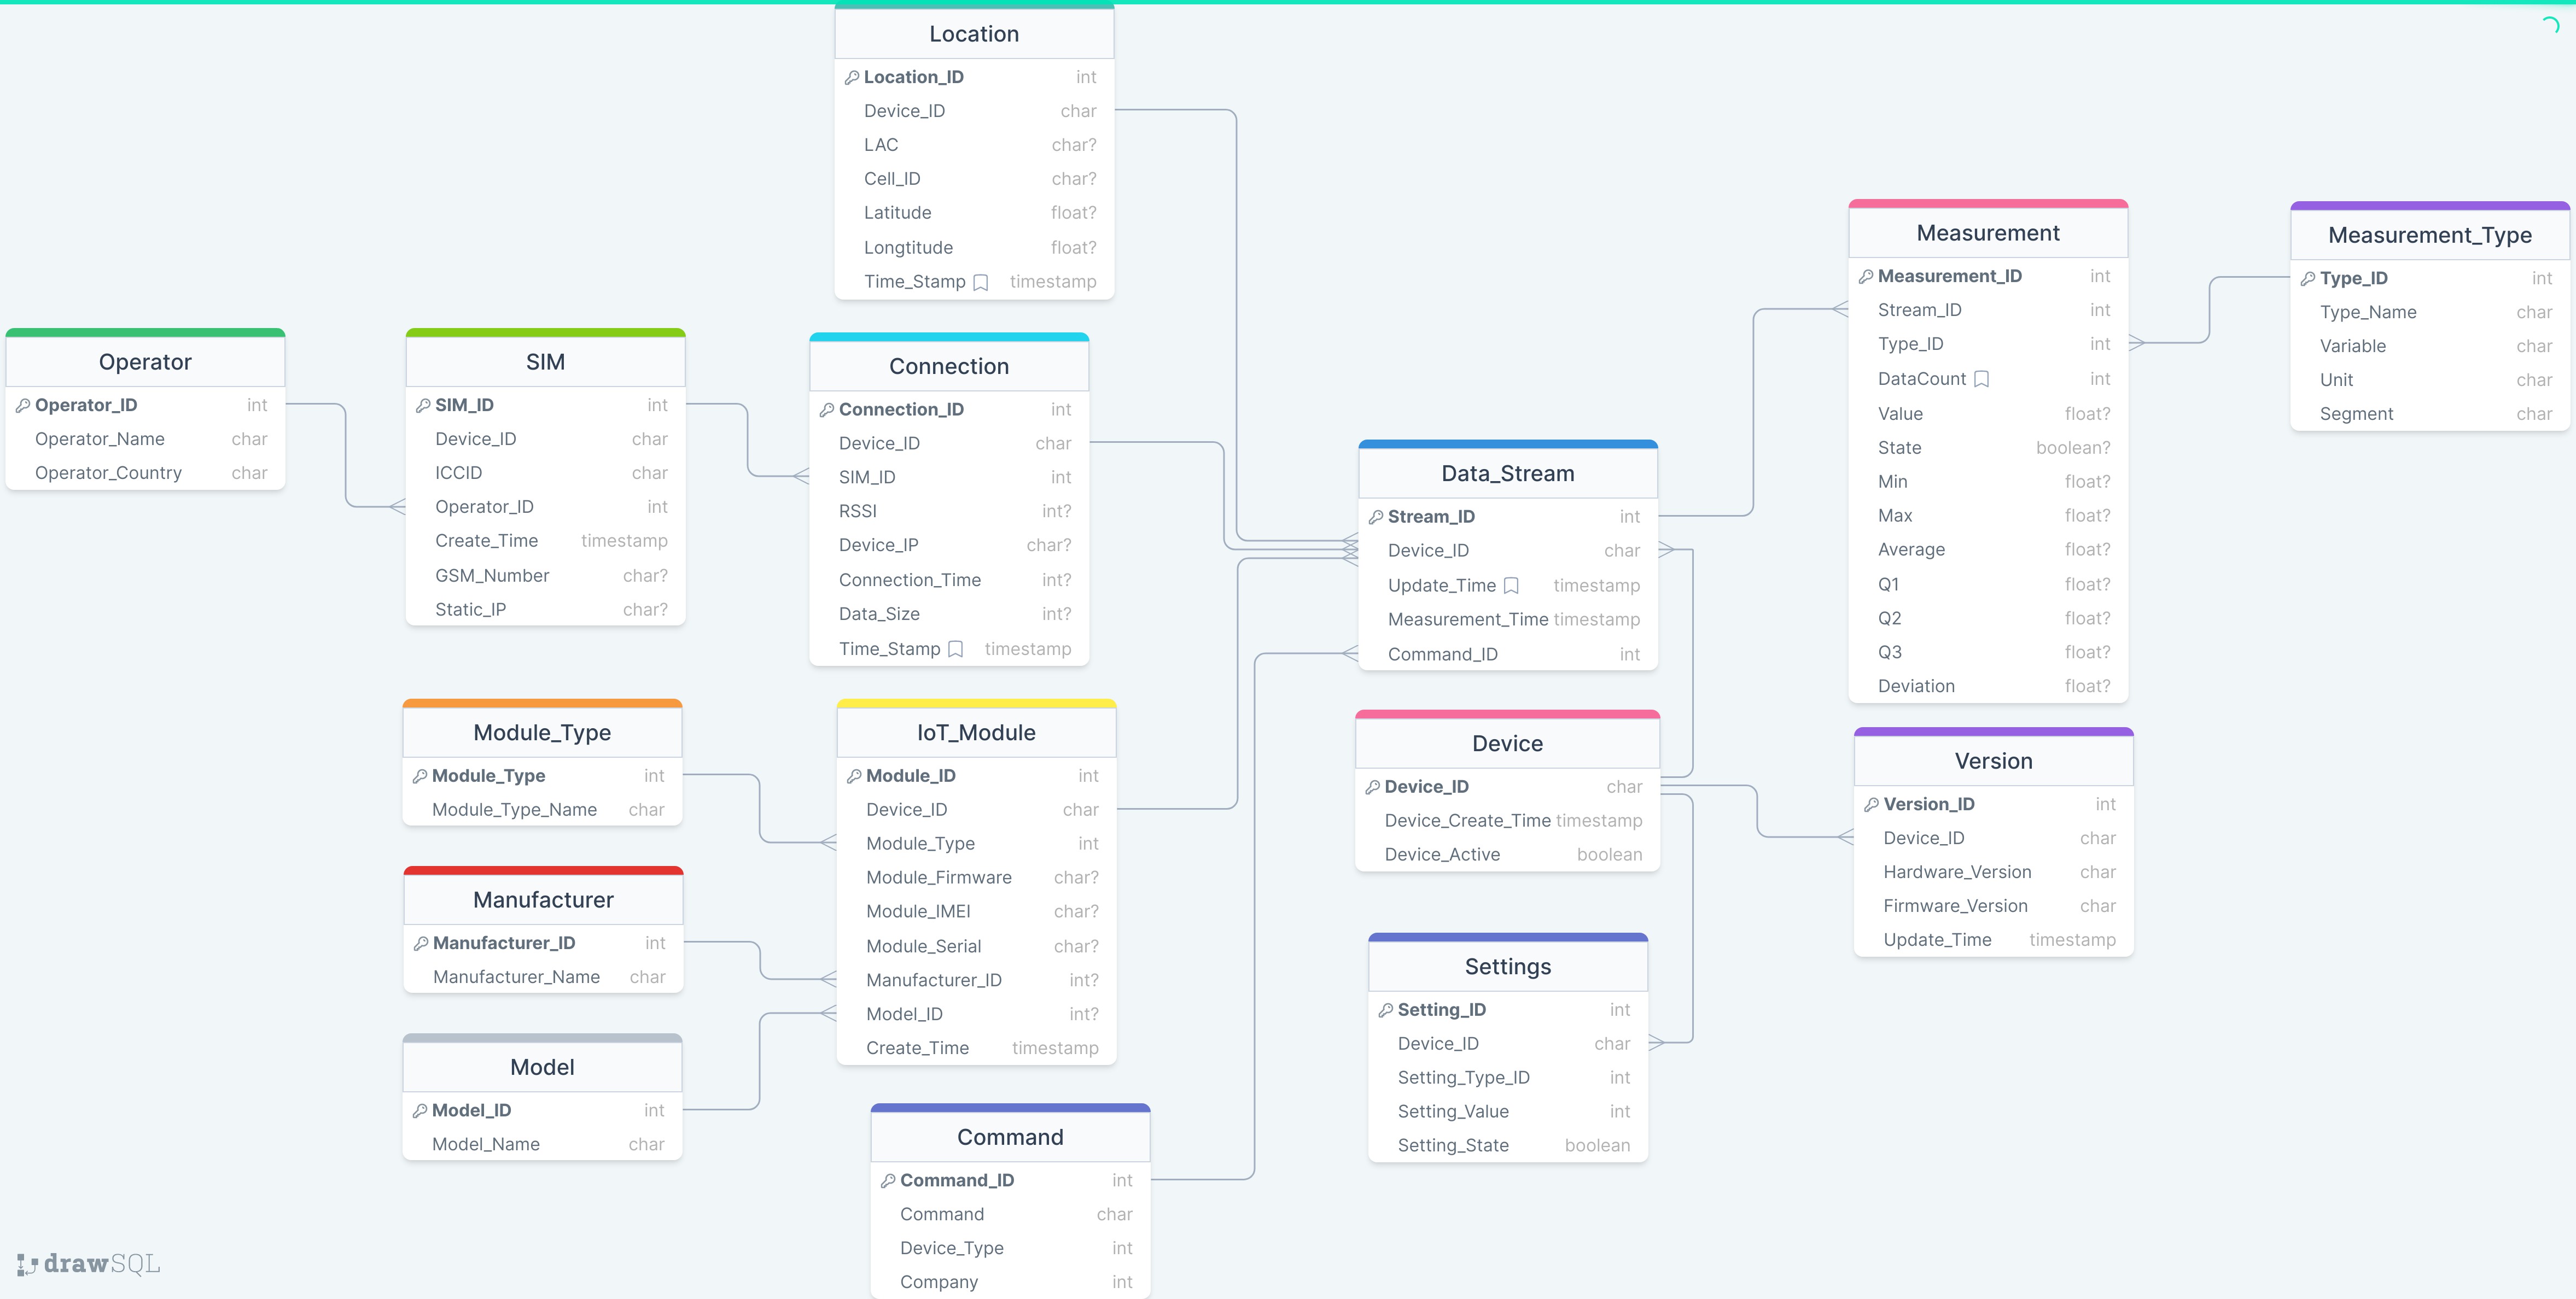 Location
Location_ID int
Device_ID char
LAC char?
Cell_ID char?
Latitude float?
Longtitude float?
Time_Stamp timestamp
Operator
Operator_ID int
Operator_Name char
Operator_Country char
SIM
SIM_ID int
Device_ID char
ICCID char
Operator_ID int
Create_Time timestamp
GSM_Number char?
Static_IP char?
Connection
Connection_ID int
Device_ID char
SIM_ID int
RSSI int?
Device_IP char?
Connection_Time int?
Data_Size int?
Time_Stamp timestamp
Data_Stream
Stream_ID int
Device_ID char
Update_Time timestamp
Measurement_Time timestamp
Command_ID int
Measurement
Measurement_ID int
Stream_ID int
Type_ID int
DataCount int
Value float?
State boolean?
Min float?
Max float?
Average float?
Q1 float?
Q2 float?
Q3 float?
Deviation float?
Measurement_Type
Type_ID int
Type_Name char
Variable char
Unit char
Segment char
Module_Type
Module_Type int
Module_Type_Name char
Manufacturer
Manufacturer_ID int
Manufacturer_Name char
Model
Model_ID int
Model_Name char
IoT_Module
Module_ID int
Device_ID char
Module_Type int
Module_Firmware char?
Module_IMEI char?
Module_Serial char?
Manufacturer_ID int?
Model_ID int?
Create_Time timestamp
Device
Device_ID char
Device_Create_Time timestamp
Device_Active boolean
Version
Version_ID int
Device_ID char
Hardware_Version char
Firmware_Version char
Update_Time timestamp
Settings
Setting_ID int
Device_ID char
Setting_Type_ID int
Setting_Value int
Setting_State boolean
Command
Command_ID int
Command char
Device_Type int
Company int
drawSQL